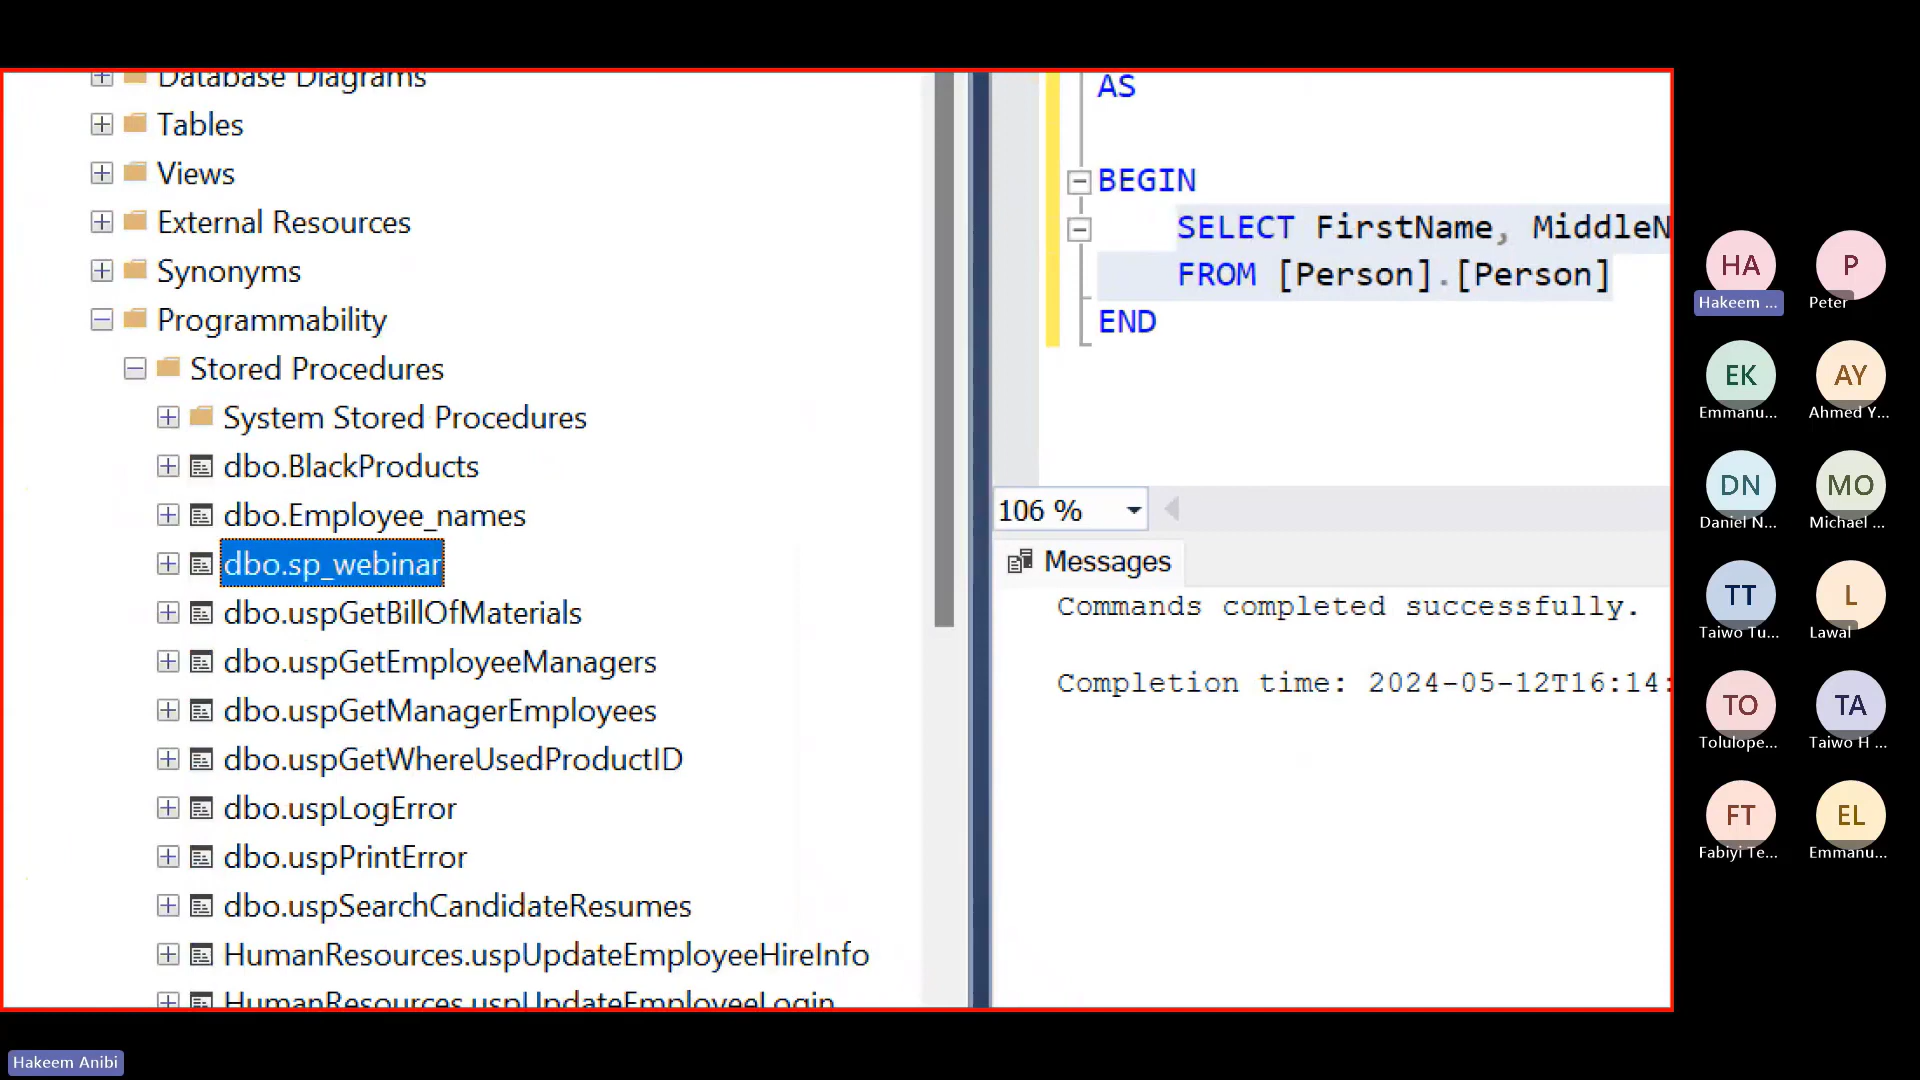 Database Diagrams
Tables
Views
External Resources
Synonyms
Programmability
Stored Procedures
System Stored Procedures
dbo.BlackProducts
dbo.Employee_names
dbo.sp_webinar
dbo.uspGetBillOfMaterials
dbo.uspGetEmployeeManagers
dbo.uspGetManagerEmployees
dbo.uspGetWhereUsedProductID
dbo.uspLogError
dbo.uspPrintError
dbo.uspSearchCandidateResumes
HumanResources.uspUpdateEmployeeHireInfo
HumanResources.uspUpdateEmployeeLogin
AS
BEGIN
SELECT FirstName, MiddleN
FROM [Person].[Person]
END
106 %
Messages
Commands completed successfully.
Completion time: 2024-05-12T16:14:
HA
Hakeem ...
P
Peter
EK
Emmanu...
AY
Ahmed Y...
DN
Daniel N...
MO
Michael ...
TT
Taiwo Tu...
L
Lawal
TO
Tolulope...
TA
Taiwo H ...
FT
Fabiyi Te...
EL
Emmanu...
Hakeem Anibi